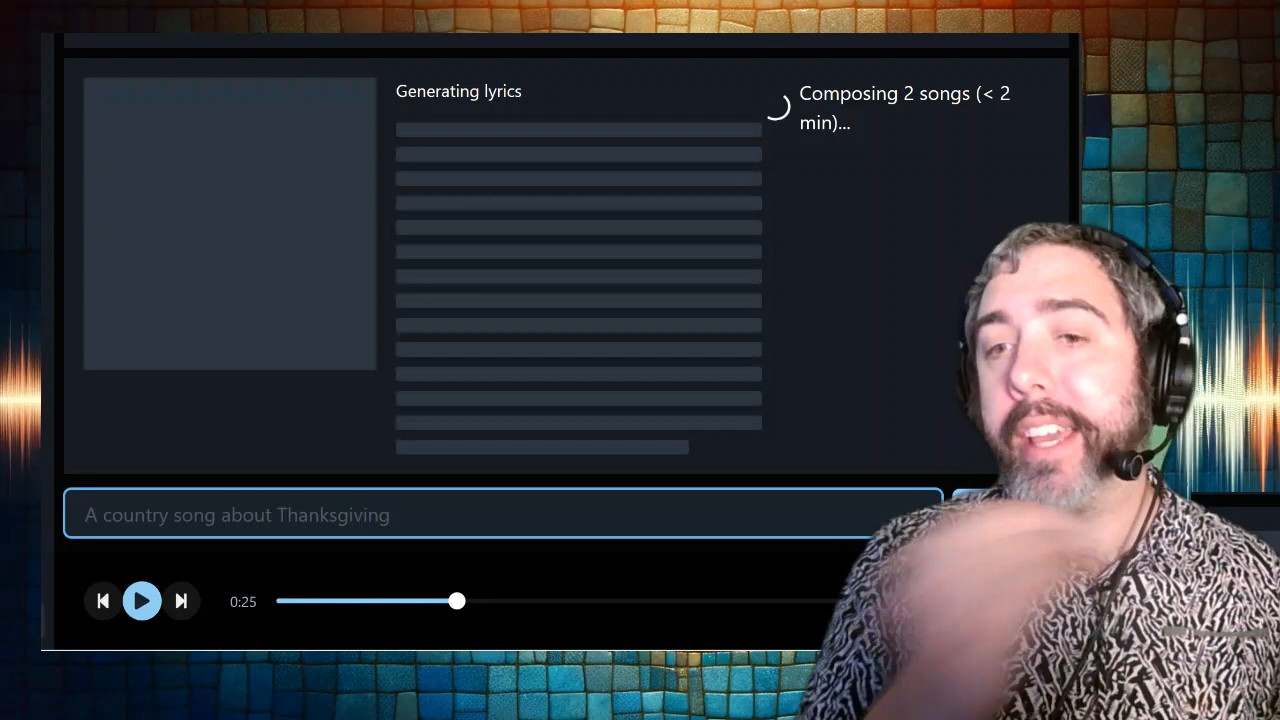 Generating lyrics
Composing 2 songs (< 2
min)...
A country song about Thanksgiving
0:25